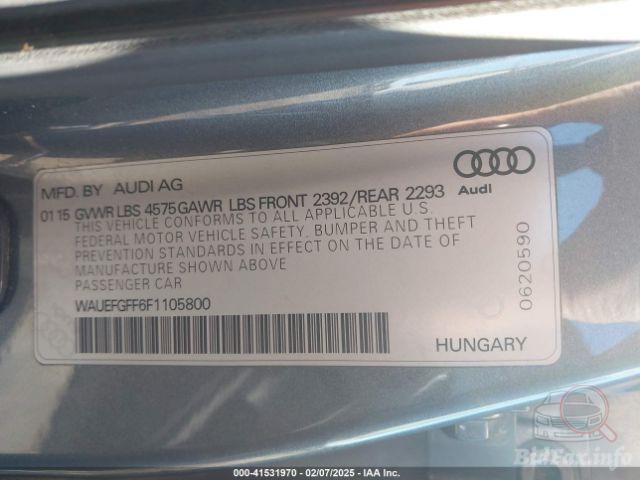 MFD. BY AUDI AG
Audi
01 15 GVWR LBS 4575 GAWR LBS FRONT 2392/REAR 2293
THIS VEHICLE CONFORMS TO ALL APPLICABLE U.S.
FEDERAL MOTOR VEHICLE SAFETY, BUMPER AND THEFT
PREVENTION STANDARDS IN EFFECT ON THE DATE OF
MANUFACTURE SHOWN ABOVE
PASSENGER CAR
WAUEFGFF6F1105800
0620590
HUNGARY
BidFax.info
000-41531970 - 02/07/2025 - IAA Inc.